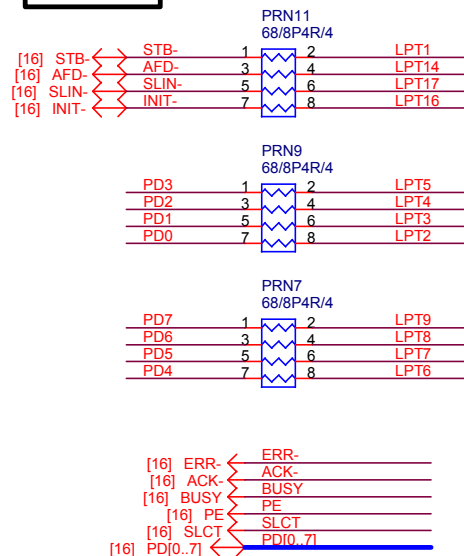 PRN11
68/8P4R/4
[16] STB- STB- 1 2 LPT1
[16] AFD- AFD- 3 4 LPT14
[16] SLIN- SLIN- 5 6 LPT17
[16] INIT- INIT- 7 8 LPT16
PRN9
68/8P4R/4
PD3 1 2 LPT5
PD2 3 4 LPT4
PD1 5 6 LPT3
PD0 7 8 LPT2
PRN7
68/8P4R/4
PD7 1 2 LPT9
PD6 3 4 LPT8
PD5 5 6 LPT7
PD4 7 8 LPT6
[16] ERR- ERR-
[16] ACK- ACK-
[16] BUSY BUSY
[16] PE PE
[16] SLCT SLCT
[16] PD[0..7] PD[0..7]